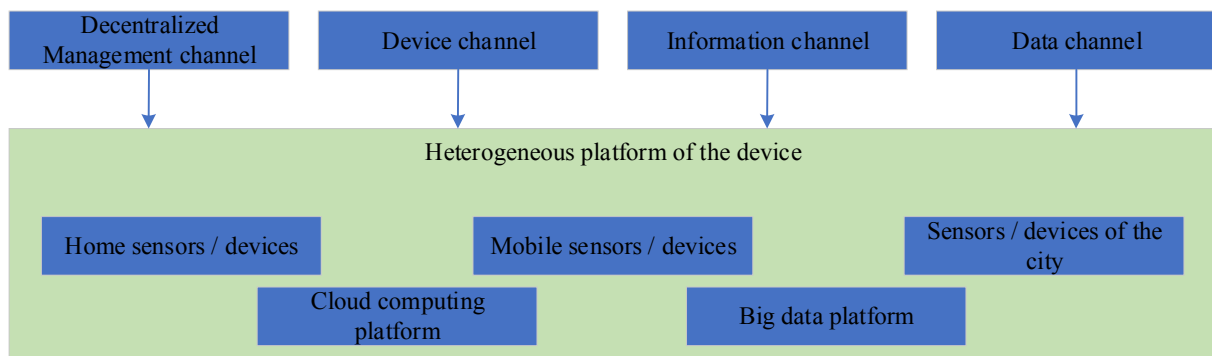 Decentralized
Management channel
Device channel
Information channel
Data channel
Heterogeneous platform of the device
Home sensors / devices
Mobile sensors / devices
Sensors / devices of the
city
Cloud computing
platform
Big data platform